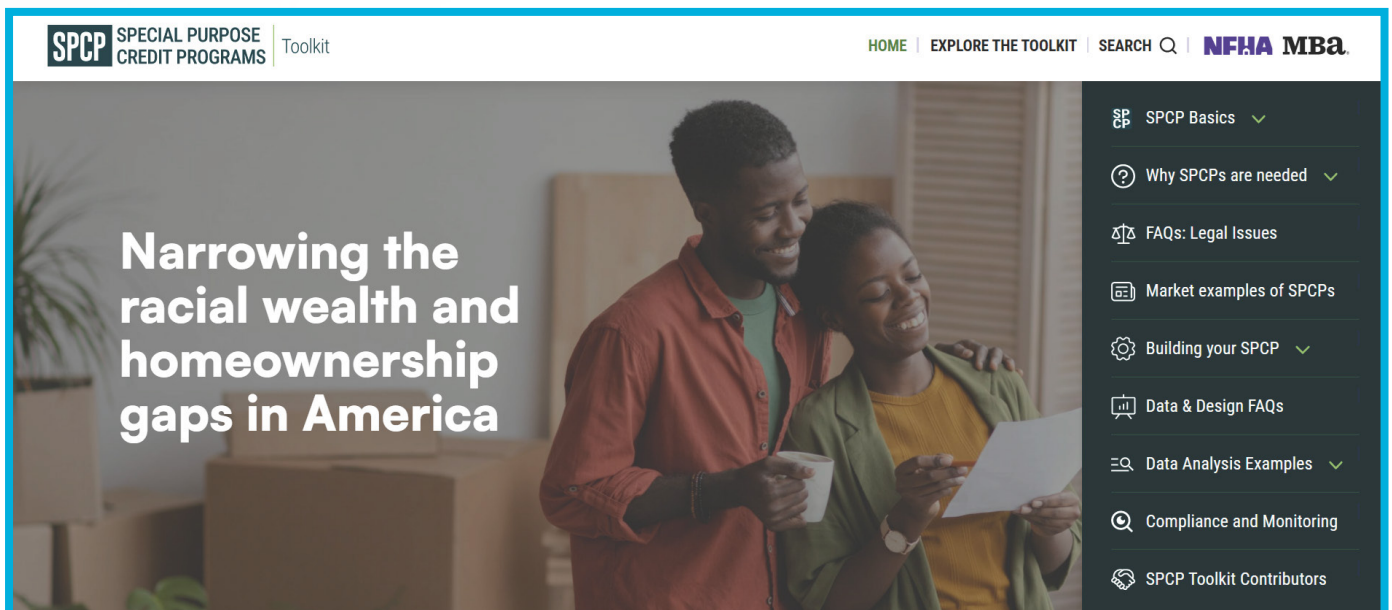 SPCP SPECIAL PURPOSE
CREDIT PROGRAMS
Toolkit
HOME
EXPLORE THE TOOLKIT
SEARCH
NFHA
MBa.
Narrowing the
racial wealth and
homeownership
gaps in America
SP
CP
SPCP Basics
Why SPCPs are needed
FAQs: Legal Issues
Market examples of SPCPs
Building your SPCP
Data & Design FAQs
Data Analysis Examples
Compliance and Monitoring
SPCP Toolkit Contributors